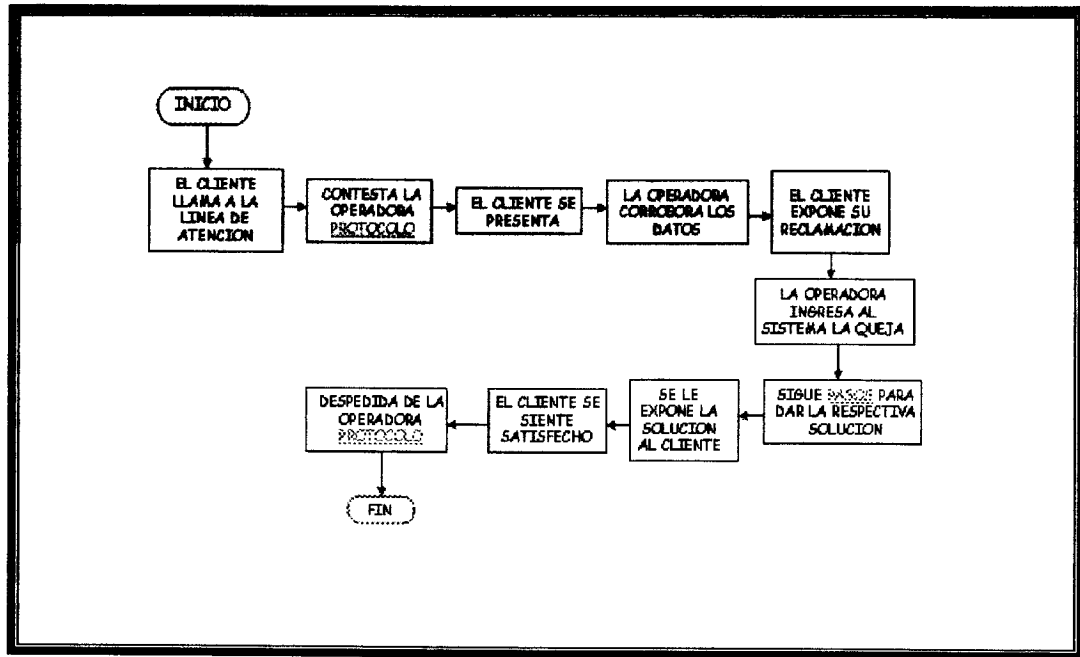 INICIO
EL CLIENTE
LLAMA A LA
LINEA DE
ATENCION
CONTESTA LA
OPERADORA
PROTOCOLO
EL CLIENTE SE
PRESENTA
LA OPERADORA
CORROBORA LOS
DATOS
EL CLIENTE
EXPONE SU
RECLAMACION
LA OPERADORA
INGRESA AL
SISTEMA LA QUEJA
SIGUE PASOS PARA
DAR LA RESPECTIVA
SOLUCION
SE LE
EXPONE LA
SOLUCION
AL CLIENTE
EL CLIENTE SE
SIENTE
SATISFECHO
DESPEDIDA DE LA
OPERADORA
PROTOCOLO
FIN